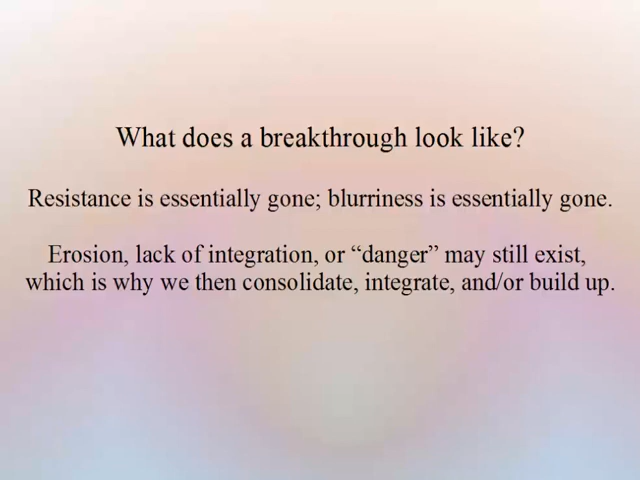 What does a breakthrough look like?
Resistance is essentially gone; blurriness is essentially gone.
Erosion, lack of integration, or “danger” may still exist,
which is why we then consolidate, integrate, and/or build up.